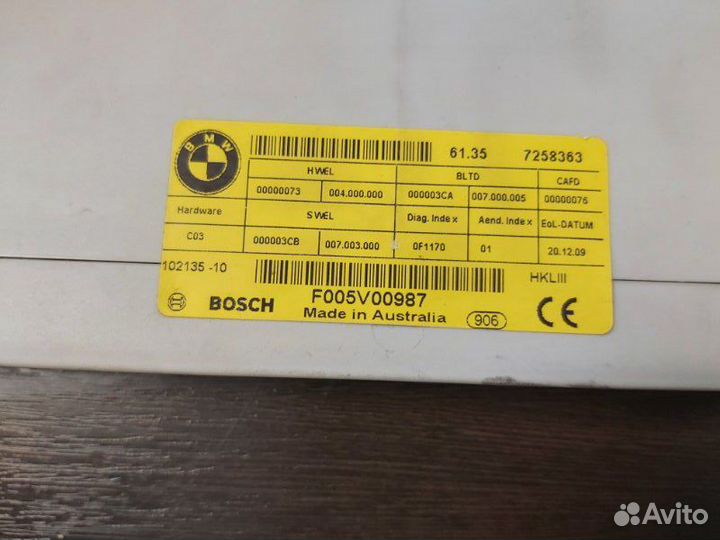 BMW
61.35 7258363
HWEL BLTD CAFD
00000073 004.000.000 000003CA 007.000.005 00000076
Hardware SWEL Diag. Index Aend. Index EoL-DATUM
C03 000003CB 007.003.000 0F1170 01 20.12.09
102135 -10 HKLIII
BOSCH F005V00987
Made in Australia 906 CE
Avito